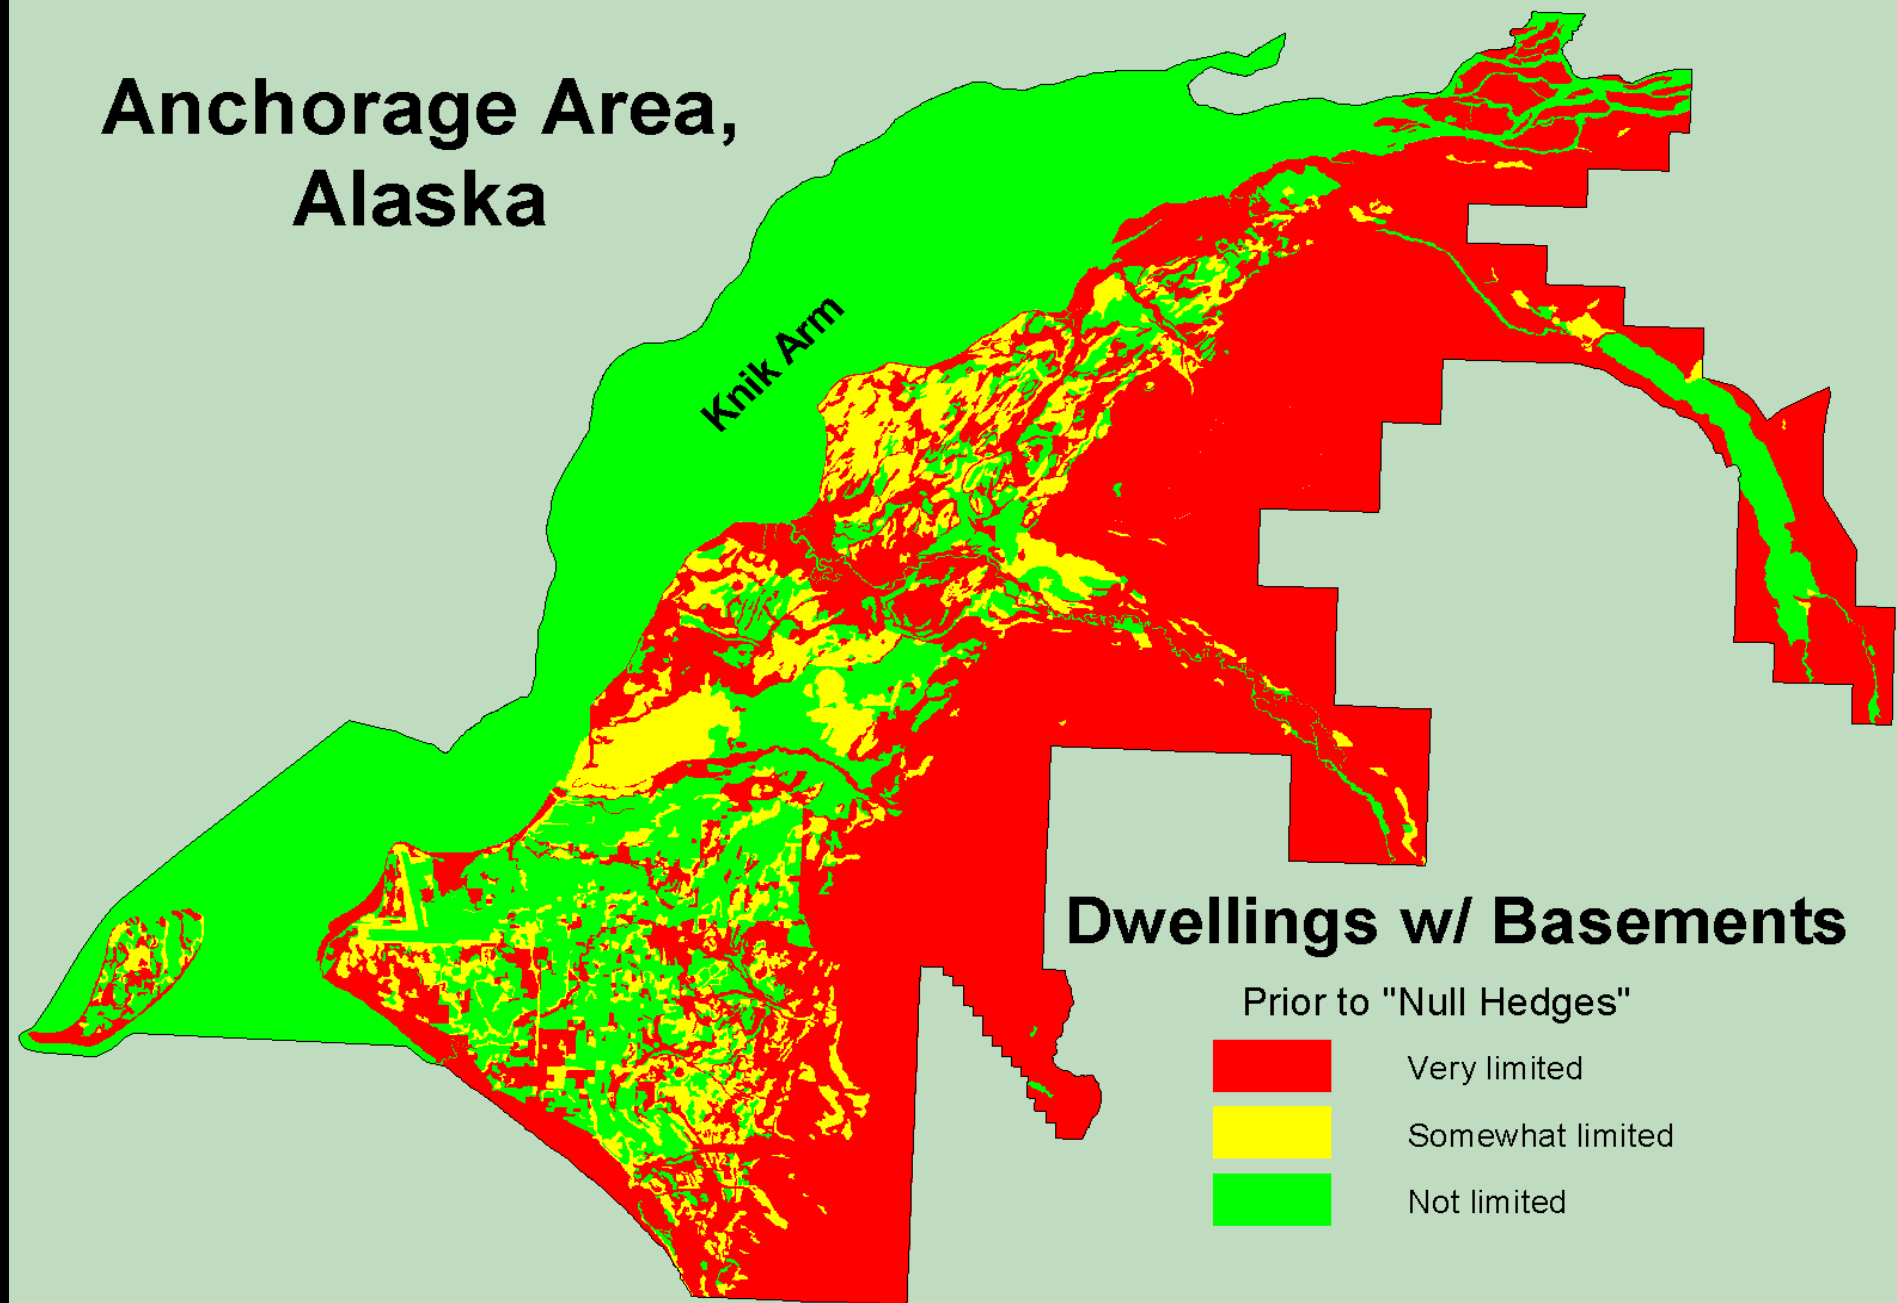 Anchorage Area,
Alaska
Knik Arm
Dwellings w/ Basements
Prior to "Null Hedges"
Very limited
Somewhat limited
Not limited